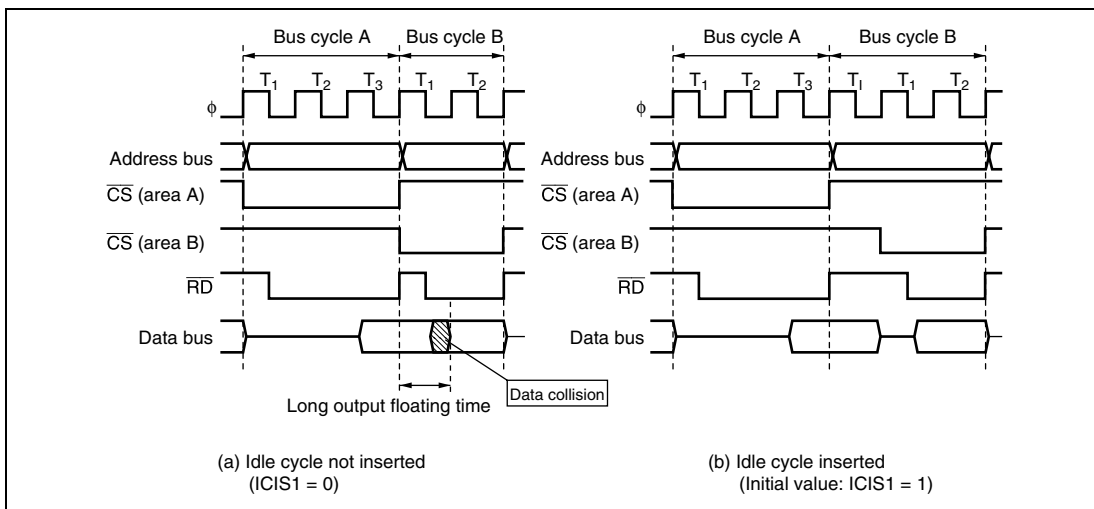 Bus cycle A Bus cycle B
T1 T2 T3 T1 T2
φ
Address bus
CS (area A)
CS (area B)
RD
Data bus
Data collision
Long output floating time
(a) Idle cycle not inserted
(ICIS1 = 0)
Bus cycle A Bus cycle B
T1 T2 T3 TI T1 T2
φ
Address bus
CS (area A)
CS (area B)
RD
Data bus
(b) Idle cycle inserted
(Initial value: ICIS1 = 1)